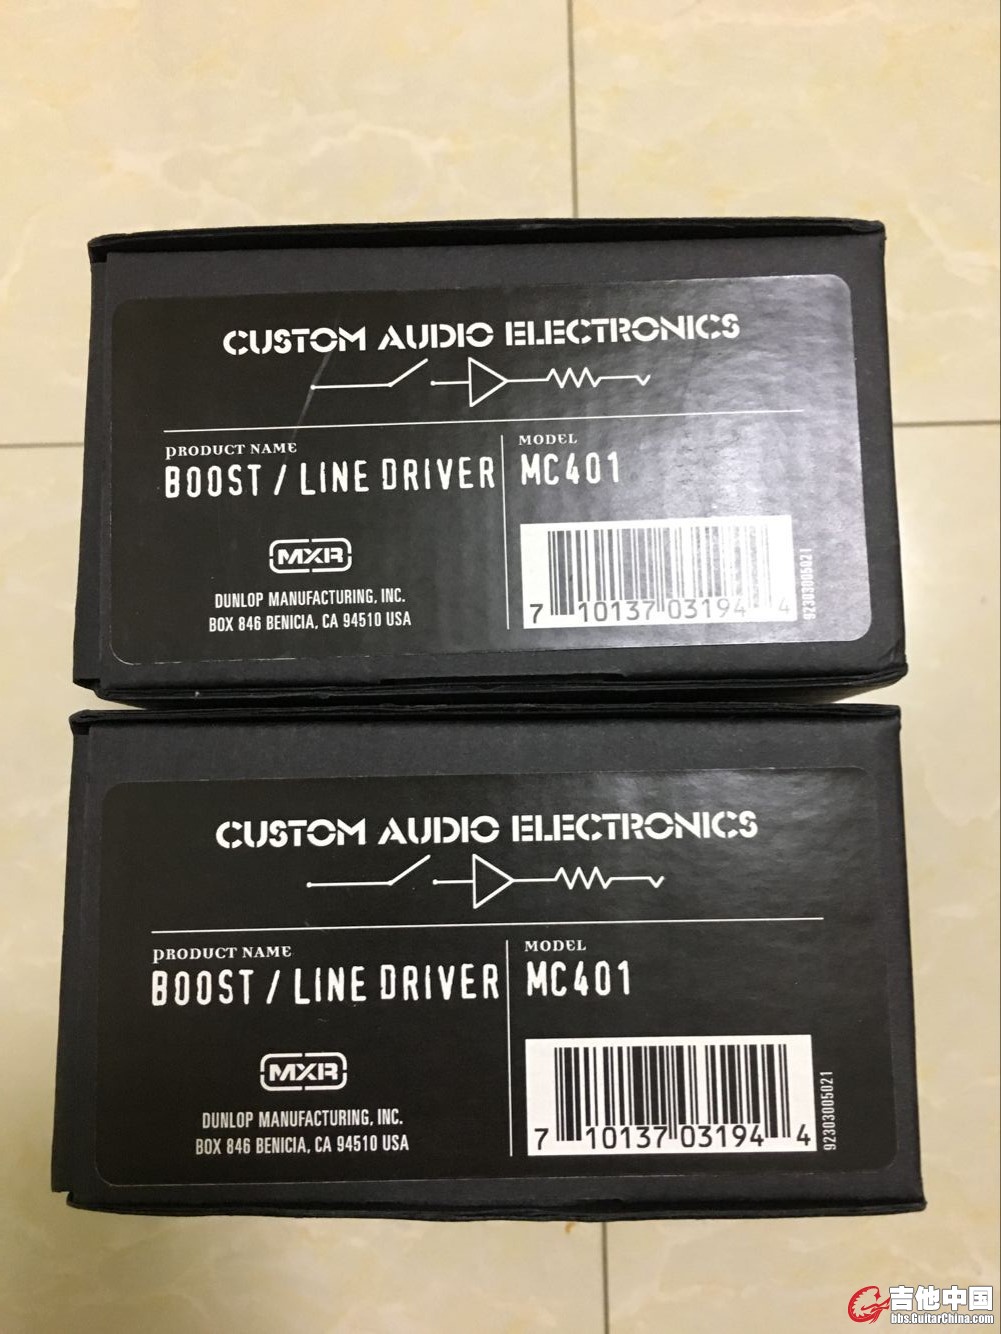 CUSTOM AUDIO ELECTRONICS
PRODUCT NAME
BOOST / LINE DRIVER
MODEL
MC401
MXR
DUNLOP MANUFACTURING, INC.
BOX 846 BENICIA, CA 94510 USA
7 10137 03194 4
92303005021
CUSTOM AUDIO ELECTRONICS
PRODUCT NAME
BOOST / LINE DRIVER
MODEL
MC401
MXR
DUNLOP MANUFACTURING, INC.
BOX 846 BENICIA, CA 94510 USA
7 10137 03194 4
92303005021
吉他中国
bbs.GuitarChina.com